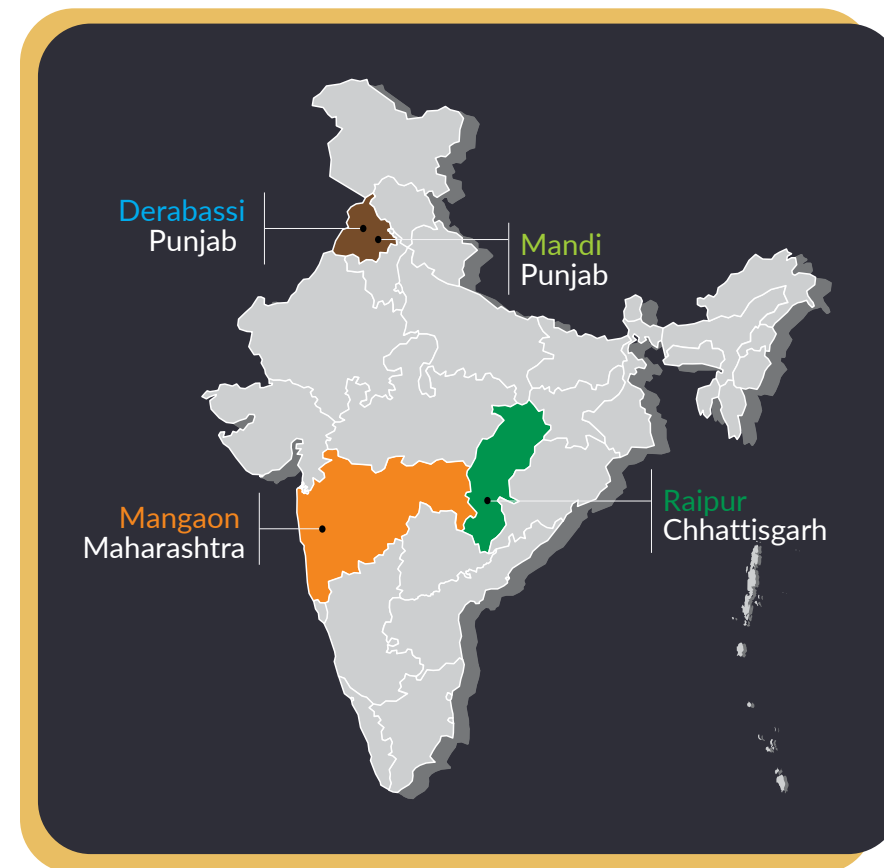 Derabassi
Punjab
Mandi
Punjab
Mangaon
Maharashtra
Raipur
Chhattisgarh